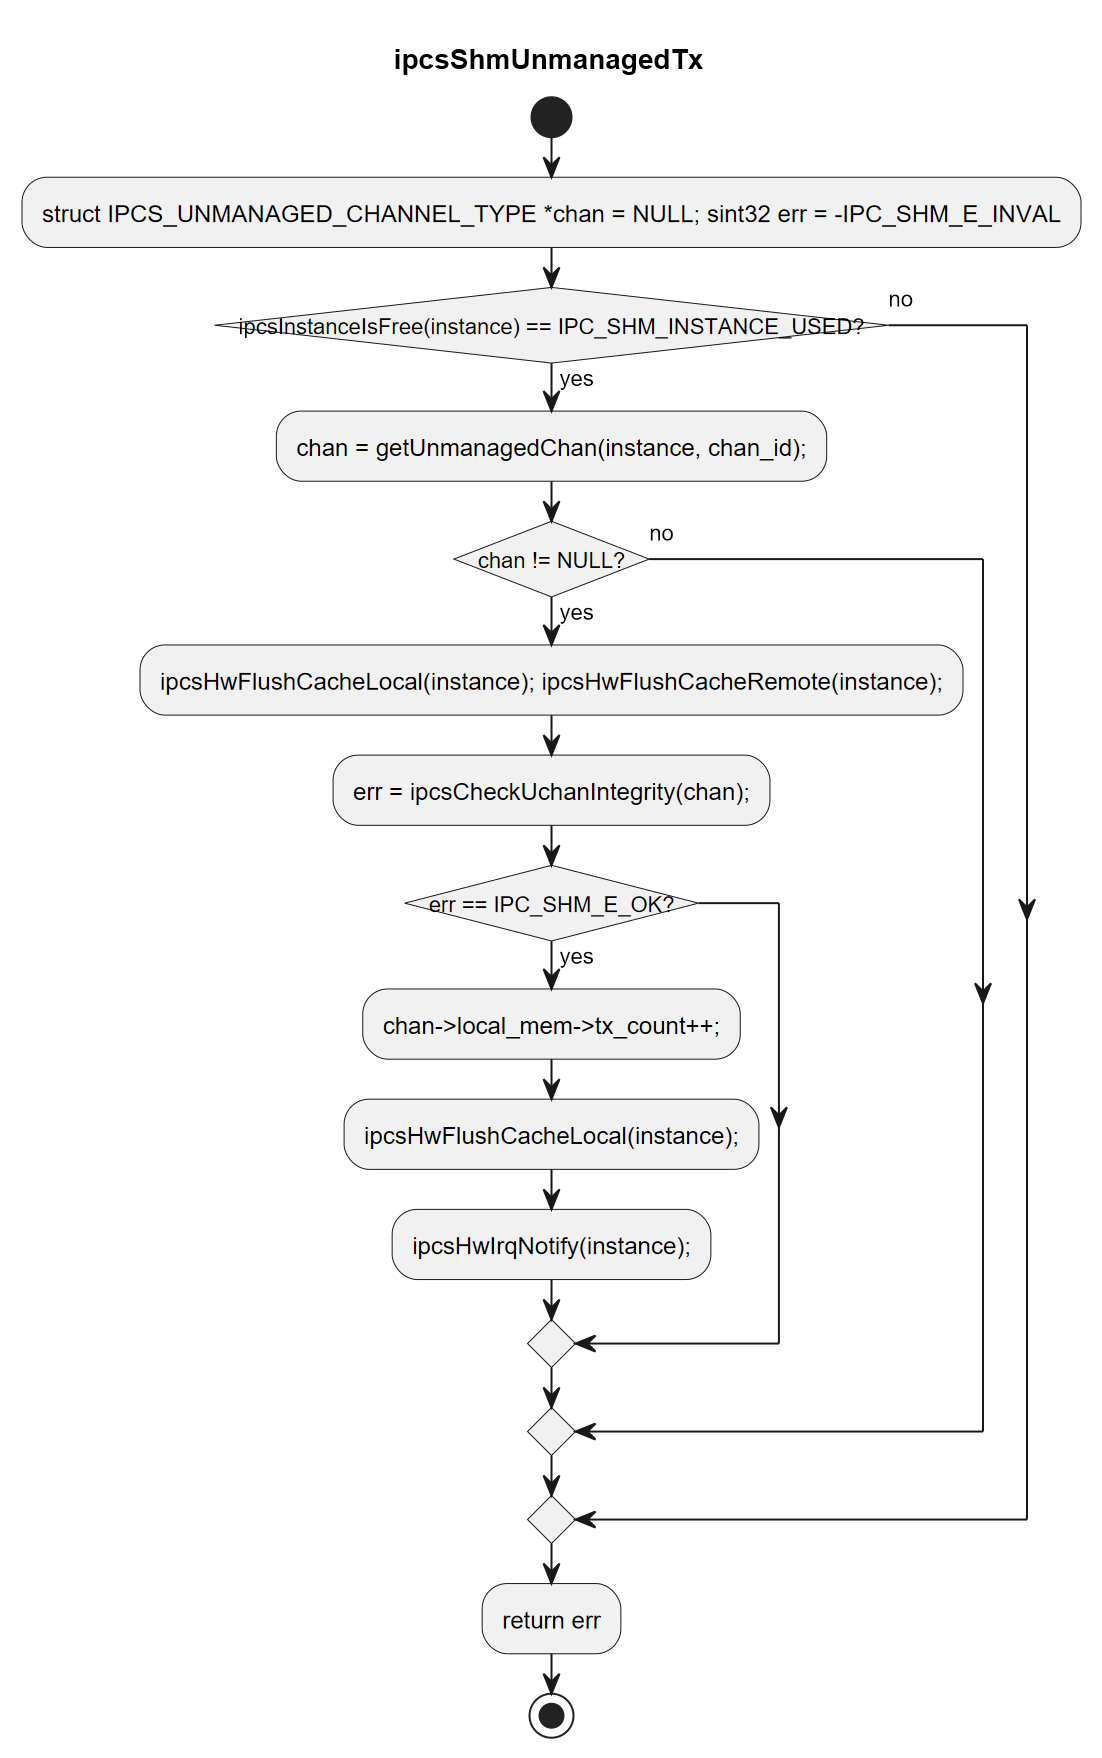 ipcsShmUnmanagedTx
struct IPCS_UNMANAGED_CHANNEL_TYPE *chan = NULL; sint32 err = -IPC_SHM_E_INVAL
ipcsInstanceIsFree(instance) == IPC_SHM_INSTANCE_USED?
no
yes
chan = getUnmanagedChan(instance, chan_id);
chan != NULL?
no
yes
ipcsHwFlushCacheLocal(instance); ipcsHwFlushCacheRemote(instance);
err = ipcsCheckUchanIntegrity(chan);
err == IPC_SHM_E_OK?
yes
chan->local_mem->tx_count++;
ipcsHwFlushCacheLocal(instance);
ipcsHwIrqNotify(instance);
return err